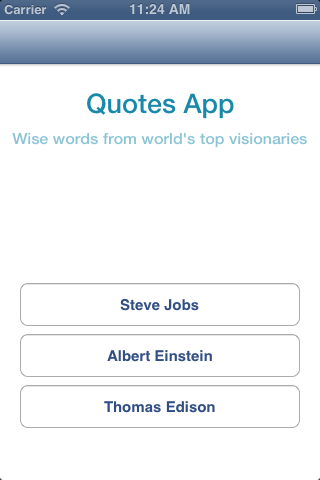 Carrier 11:24 AM
Quotes App
Wise words from world's top visionaries
Steve Jobs
Albert Einstein
Thomas Edison